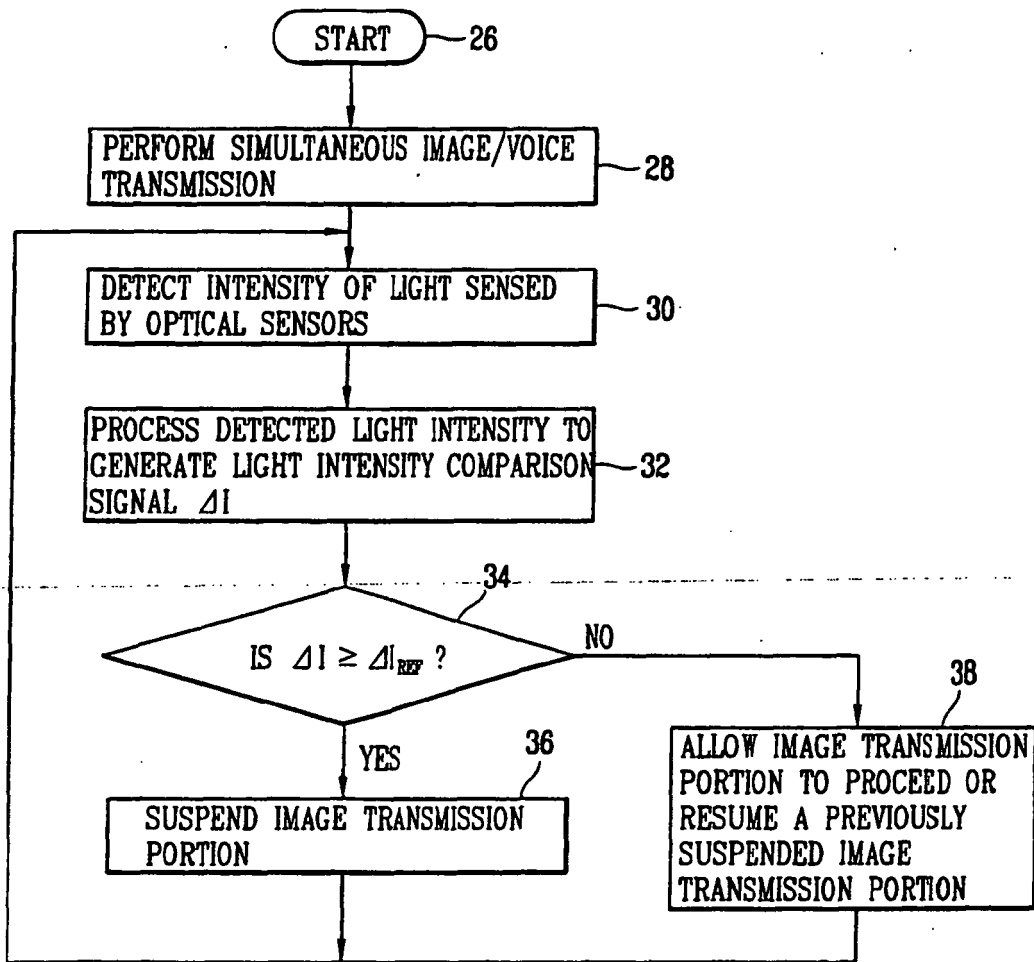 START
26
PERFORM SIMULTANEOUS IMAGE/VOICE
TRANSMISSION
28
DETECT INTENSITY OF LIGHT SENSED
BY OPTICAL SENSORS
30
PROCESS DETECTED LIGHT INTENSITY TO
GENERATE LIGHT INTENSITY COMPARISON
SIGNAL ΔI
32
34
IS ΔI ≥ ΔI_REF ?
NO
YES
36
SUSPEND IMAGE TRANSMISSION
PORTION
38
ALLOW IMAGE TRANSMISSION
PORTION TO PROCEED OR
RESUME A PREVIOUSLY
SUSPENDED IMAGE
TRANSMISSION PORTION